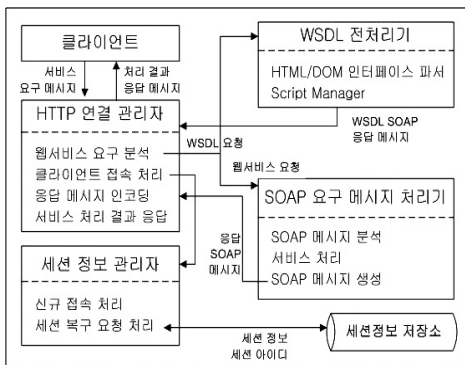 클라이언트
서비스
요구 메시지
처리 결과
응답 메시지
HTTP 연결 관리자
웹서비스 요구 분석
클라이언트 접속 처리
응답 메시지 인코딩
서비스 처리 결과 응답
WSDL 전처리기
HTML/DOM 인터페이스 파서
Script Manager
WSDL SOAP
응답 메시지
WSDL 요청
웹서비스 요청
SOAP 요구 메시지 처리기
SOAP 메시지 분석
서비스 처리
SOAP 메시지 생성
응답
SOAP
메시지
세션 정보 관리자
신규 접속 처리
세션 복구 요청 처리
세션 정보
세션 아이디
세션정보 저장소